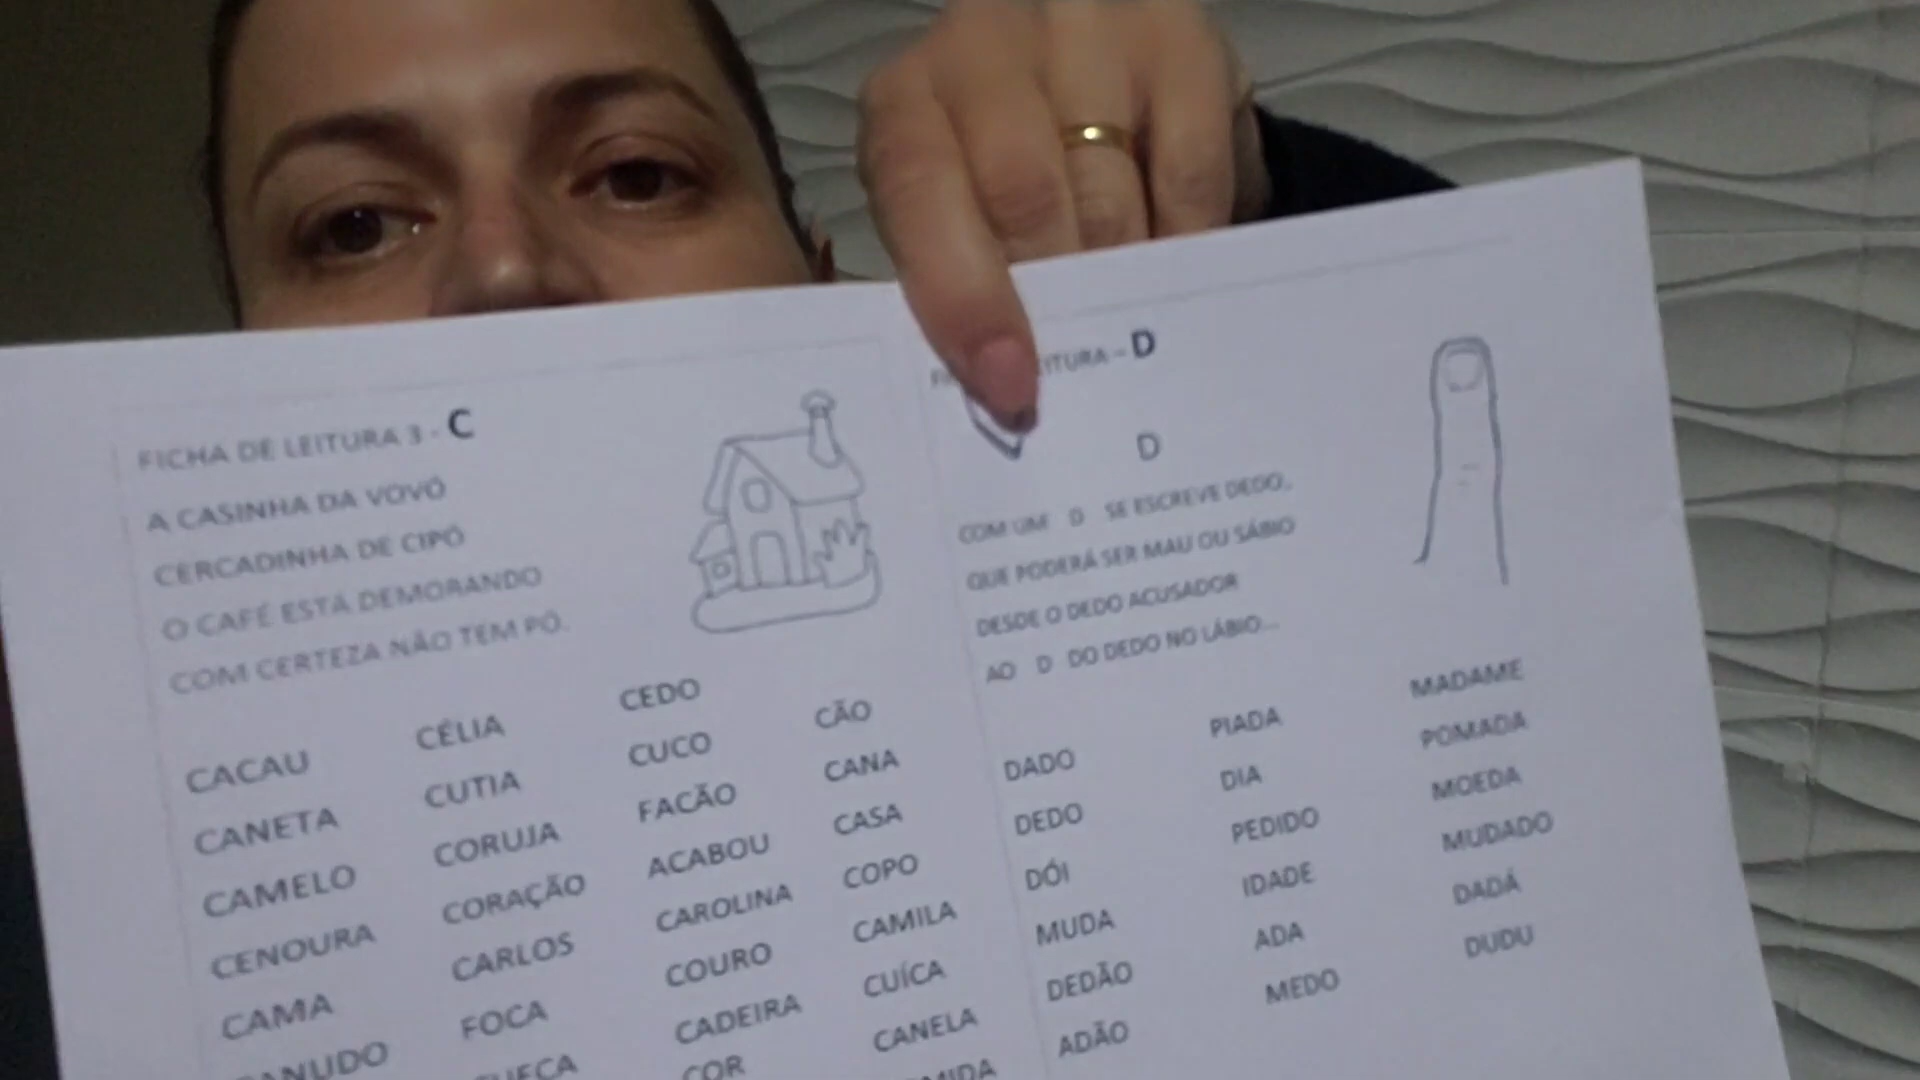 FICHA DE LEITURA 3 - C
A CASINHA DA VOVÓ
CERCADINHA DE CIPÓ
O CAFÉ ESTÁ DEMORANDO
COM CERTEZA NÃO TEM PÓ.
CACAU CÉLIA CEDO CÃO
CANETA CUTIA CUCO CANA
CAMELO CORUJA FACÃO CASA
CENOURA CORAÇÃO ACABOU COPO
CAMA CARLOS CAROLINA CAMILA
FOCA COURO CUÍCA
CADEIRA CANELA
COR
D
D
COM UM D SE ESCREVE DEDO,
QUE PODERÁ SER MAU OU SÁBIO
DESDE O DEDO ACUSADOR
AO D DO DEDO NO LÁBIO...
DADO PIADA MADAME
DEDO DIA POMADA
DÓI PEDIDO MOEDA
MUDA IDADE MUDADO
DEDÃO ADA DADÁ
ADÃO MEDO DUDU